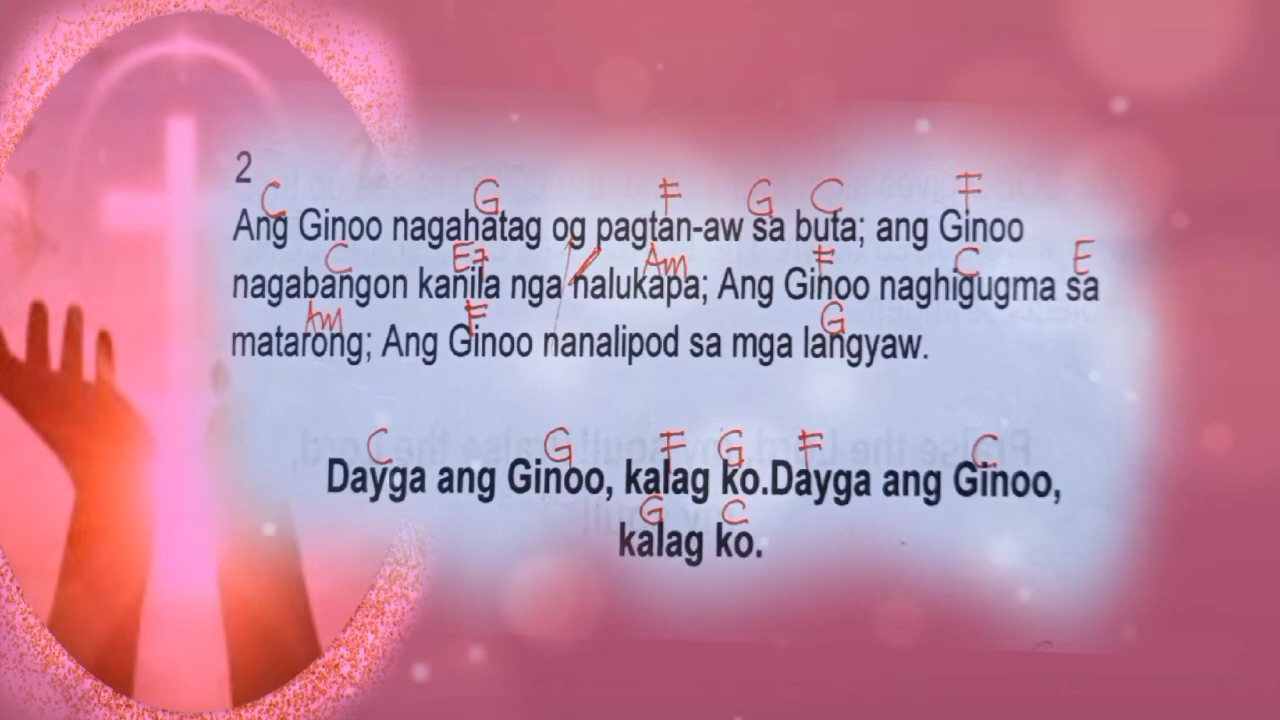 2
C G F G C F
Ang Ginoo nagahatag og pagtan-aw sa buta; ang Ginoo
C E7 Am F C E
nagabangon kanila nga nalukapa; Ang Ginoo naghigugma sa
Am F G
matarong; Ang Ginoo nanalipod sa mga langyaw.
C G F G F C
Dayga ang Ginoo, kalag ko.Dayga ang Ginoo,
G C
kalag ko.